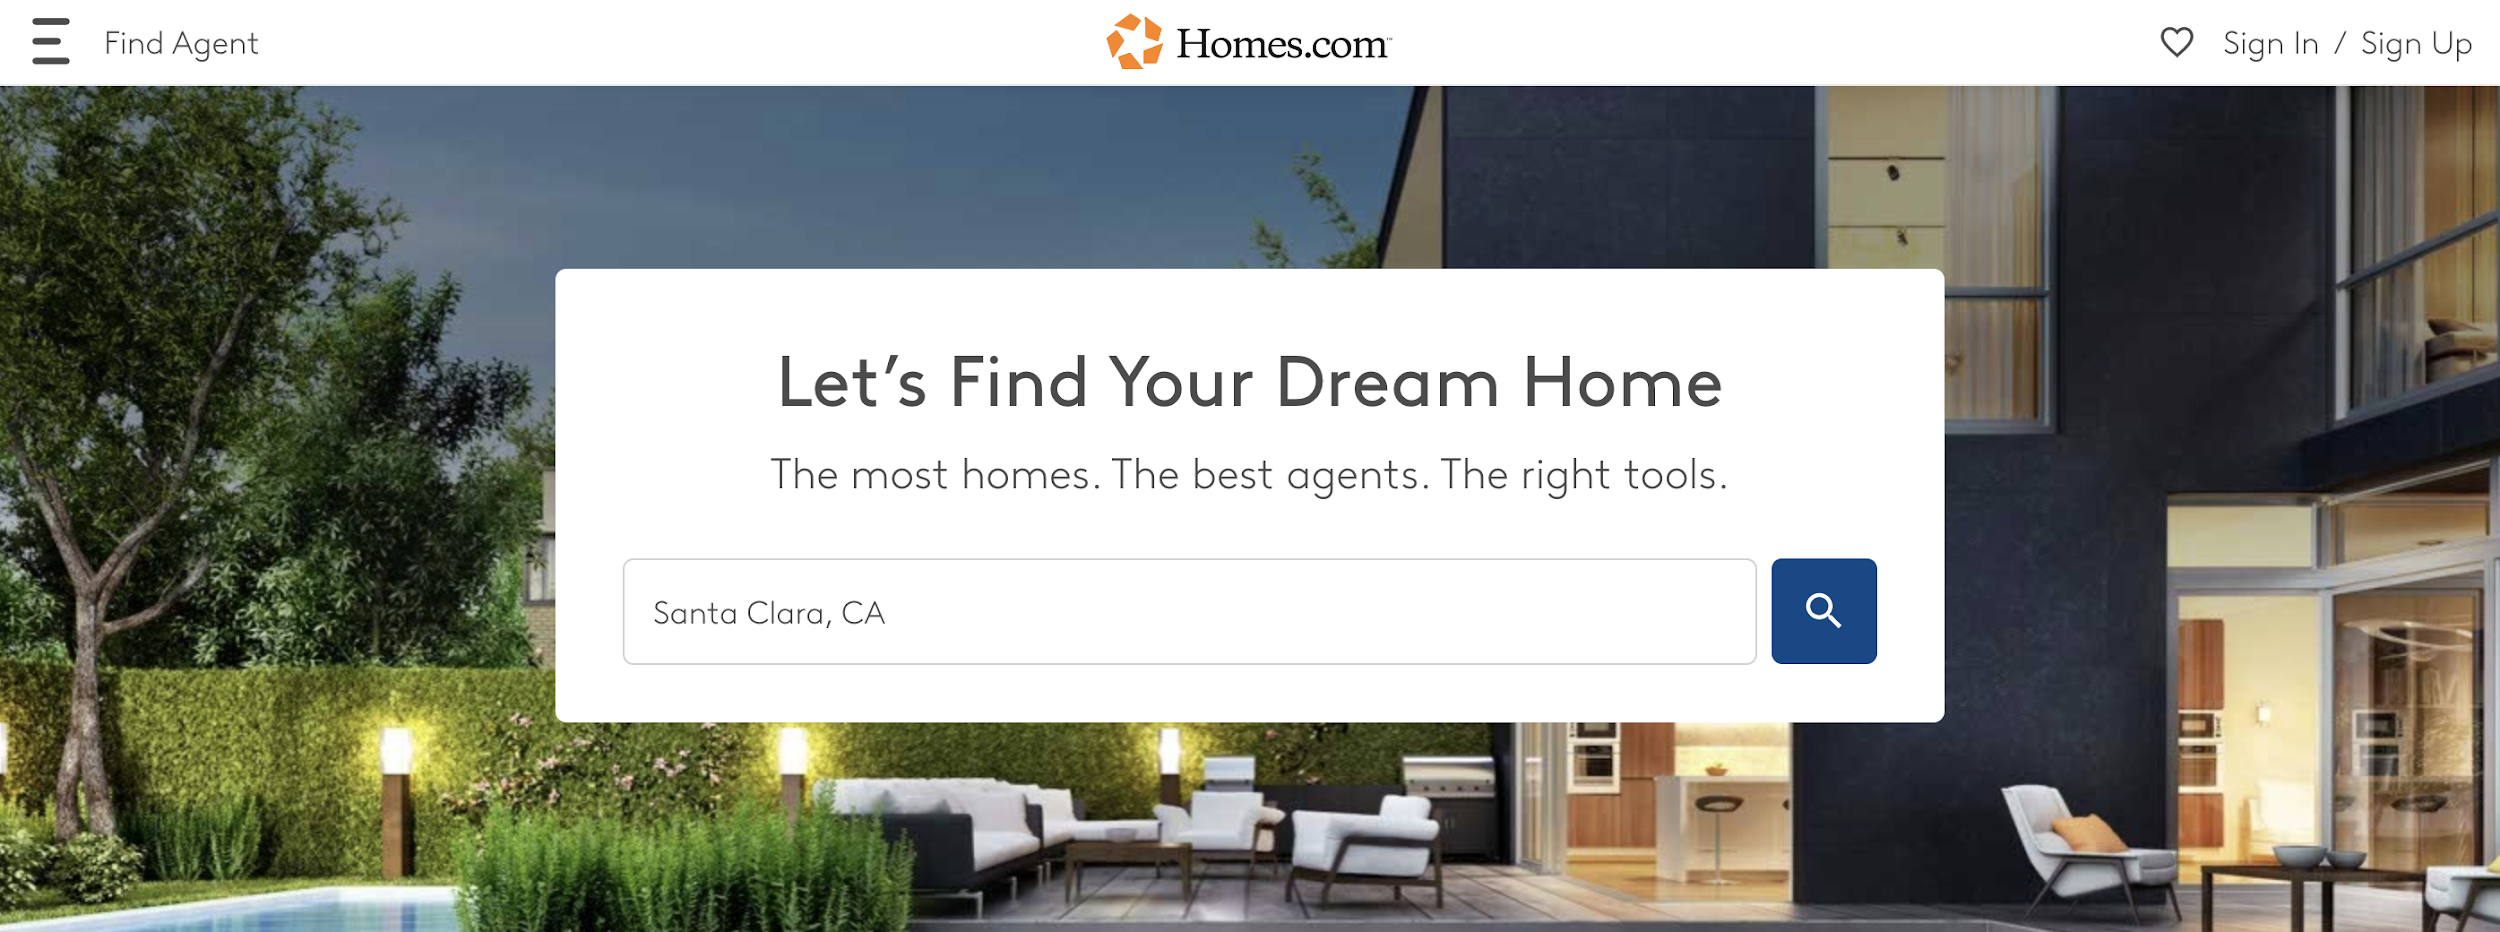 Find Agent
Homes.com™
Sign In / Sign Up
Let's Find Your Dream Home
The most homes. The best agents. The right tools.
Santa Clara, CA